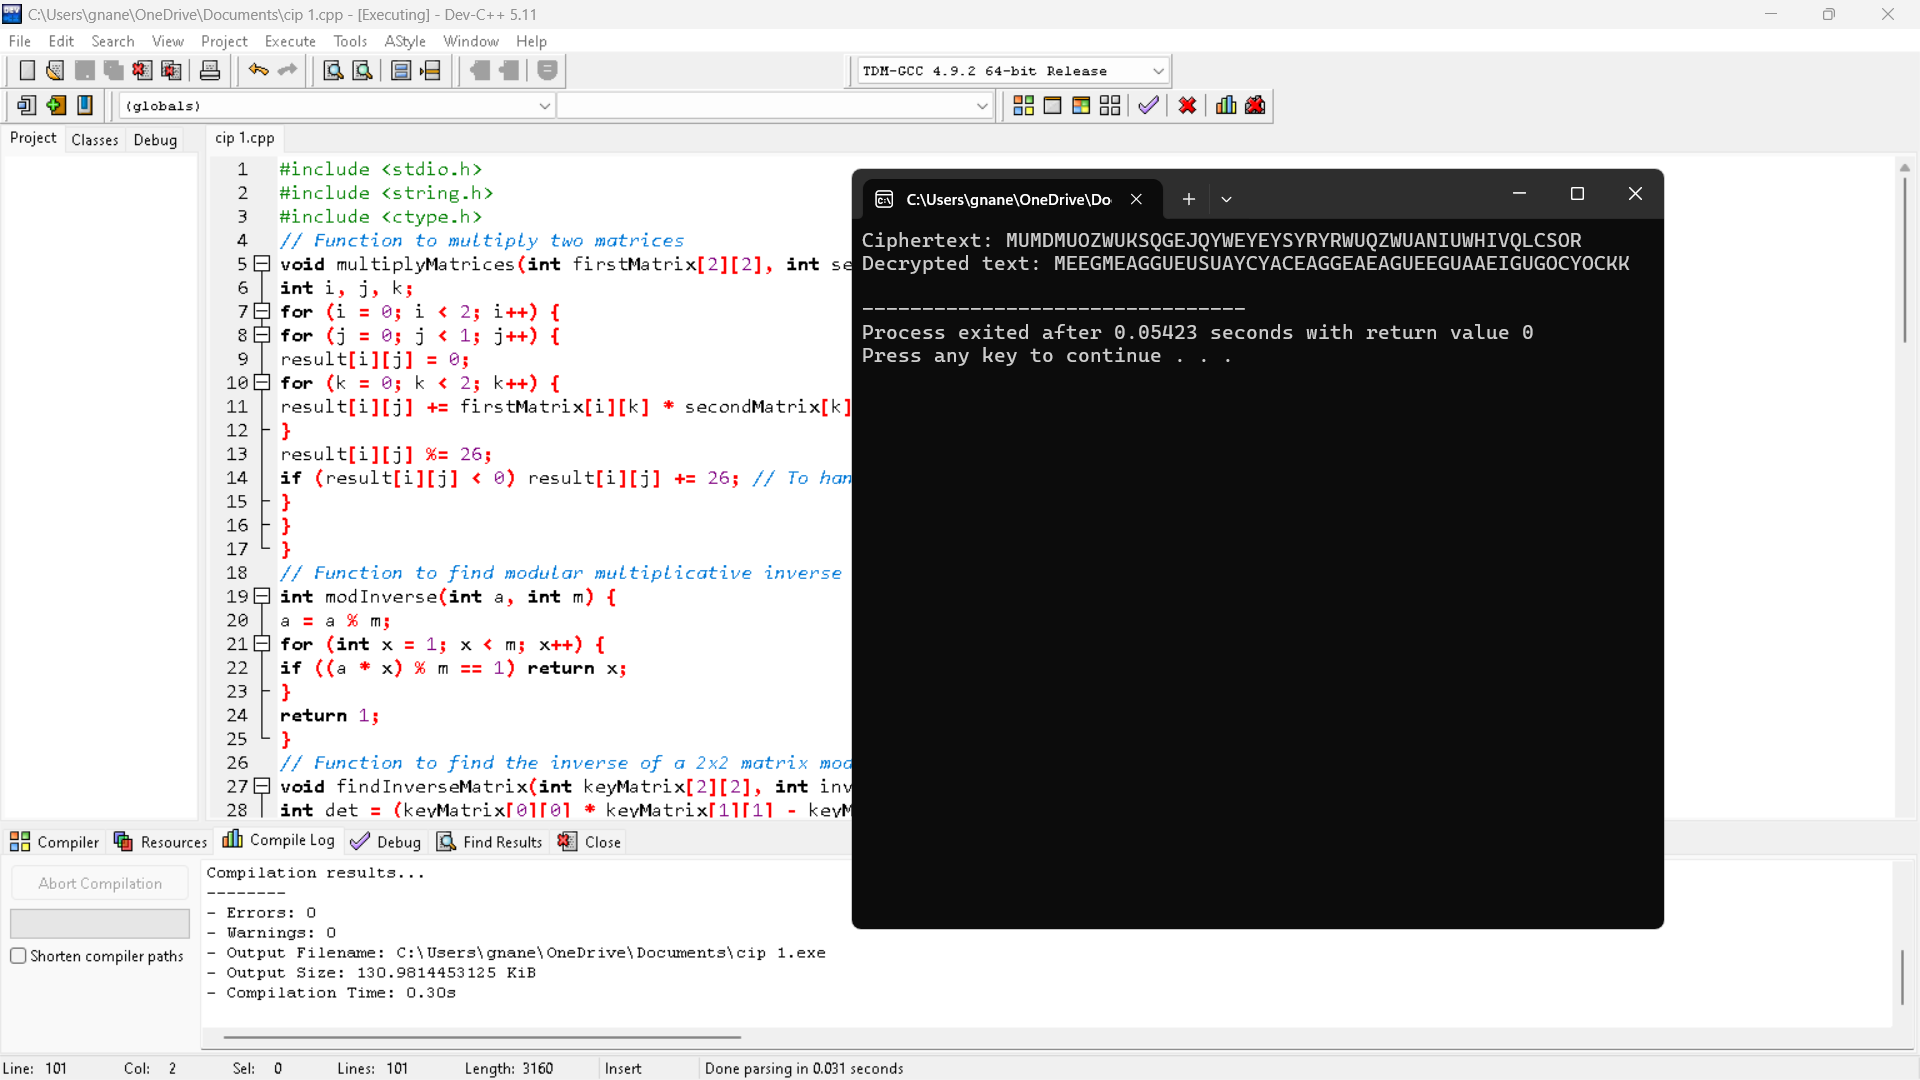 C:\Users\gnane\OneDrive\Documents\cip 1.cpp - [Executing] - Dev-C++ 5.11
File Edit Search View Project Execute Tools AStyle Window Help
TDM-GCC 4.9.2 64-bit Release
(globals)
Project Classes Debug
cip 1.cpp
1 #include <stdio.h>
2 #include <string.h>
3 #include <ctype.h>
4 // Function to multiply two matrices
5 void multiplyMatrices(int firstMatrix[2][2], int se
6 int i, j, k;
7 for (i = 0; i < 2; i++) {
8 for (j = 0; j < 1; j++) {
9 result[i][j] = 0;
10 for (k = 0; k < 2; k++) {
11 result[i][j] += firstMatrix[i][k] * secondMatrix[k]
12 }
13 result[i][j] %= 26;
14 if (result[i][j] < 0) result[i][j] += 26; // To han
15 }
16 }
17 }
18 // Function to find modular multiplicative inverse
19 int modInverse(int a, int m) {
20 a = a % m;
21 for (int x = 1; x < m; x++) {
22 if ((a * x) % m == 1) return x;
23 }
24 return 1;
25 }
26 // Function to find the inverse of a 2x2 matrix mod
27 void findInverseMatrix(int keyMatrix[2][2], int inv
28 int det = (keyMatrix[0][0] * keyMatrix[1][1] - keyM
C:\Users\gnane\OneDrive\Do
Ciphertext: MUMDMUOZWUKSQGEJQYWEYEYSYRYRWUQZWUANIUWHIVQLCSOR
Decrypted text: MEEGMEAGGUEUSUAYCYACEAGGEAEAGUEEGUAAEIGUGOCYOCKK
--------------------------------
Process exited after 0.05423 seconds with return value 0
Press any key to continue . . .
Compiler Resources Compile Log Debug Find Results Close
Abort Compilation
Shorten compiler paths
Compilation results...
--------
- Errors: 0
- Warnings: 0
- Output Filename: C:\Users\gnane\OneDrive\Documents\cip 1.exe
- Output Size: 130.9814453125 KiB
- Compilation Time: 0.30s
Line: 101 Col: 2 Sel: 0 Lines: 101 Length: 3160 Insert Done parsing in 0.031 seconds